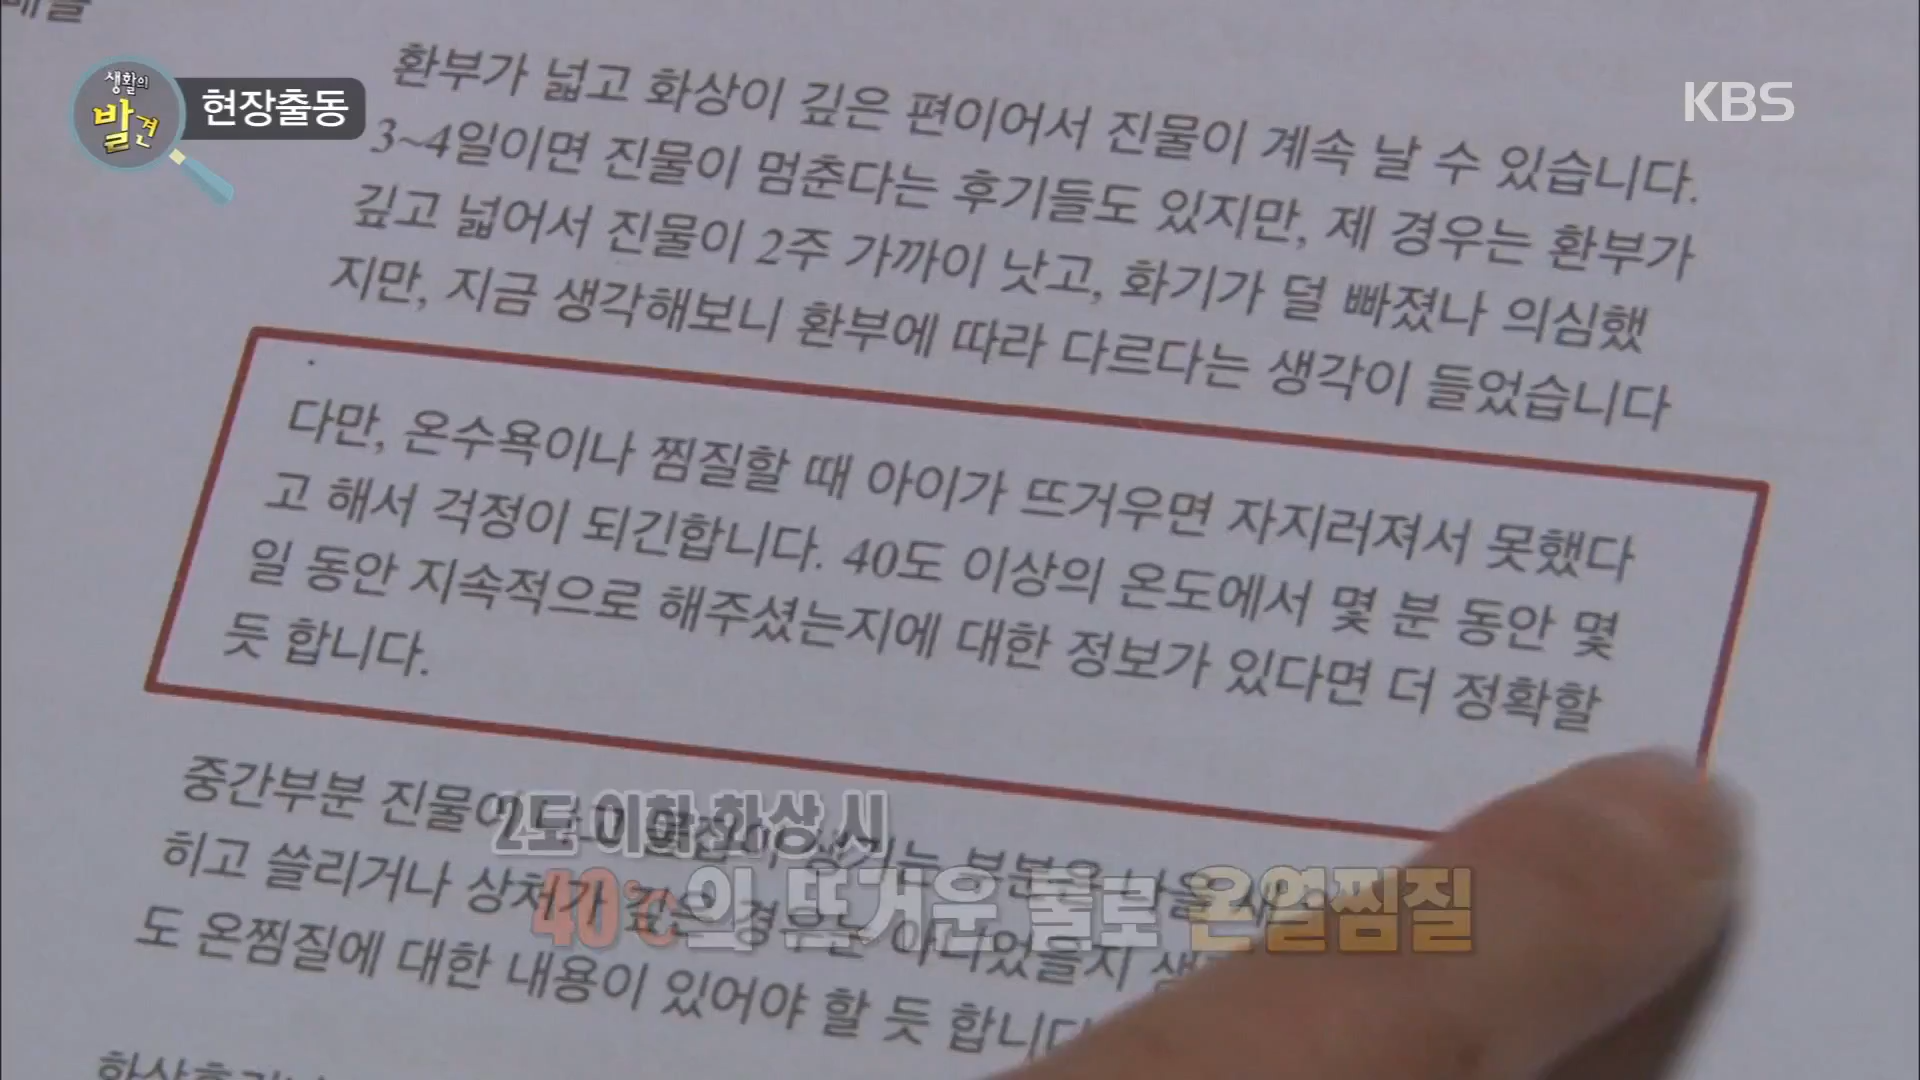 생활의
발견
현장출동
KBS
환부가 넓고 화상이 깊은 편이어서 진물이 계속 날 수 있습니다.
3~4일이면 진물이 멈춘다는 후기들도 있지만, 제 경우는 환부가
깊고 넓어서 진물이 2주 가까이 낫고, 화기가 덜 빠졌나 의심했
지만, 지금 생각해보니 환부에 따라 다르다는 생각이 들었습니다
.
다만, 온수욕이나 찜질할 때 아이가 뜨거우면 자지러져서 못했다
고 해서 걱정이 되긴합니다. 40도 이상의 온도에서 몇 분 동안 몇
일 동안 지속적으로 해주셨는지에 대한 정보가 있다면 더 정확할
듯 합니다.
중간부분 진물이
히고 쓸리거나 상처가 깊은 경우는 아니었을지
도 온찜질에 대한 내용이 있어야 할 듯 합니다
2도 이하 화상 시
40℃의 뜨거운 물로 온열찜질